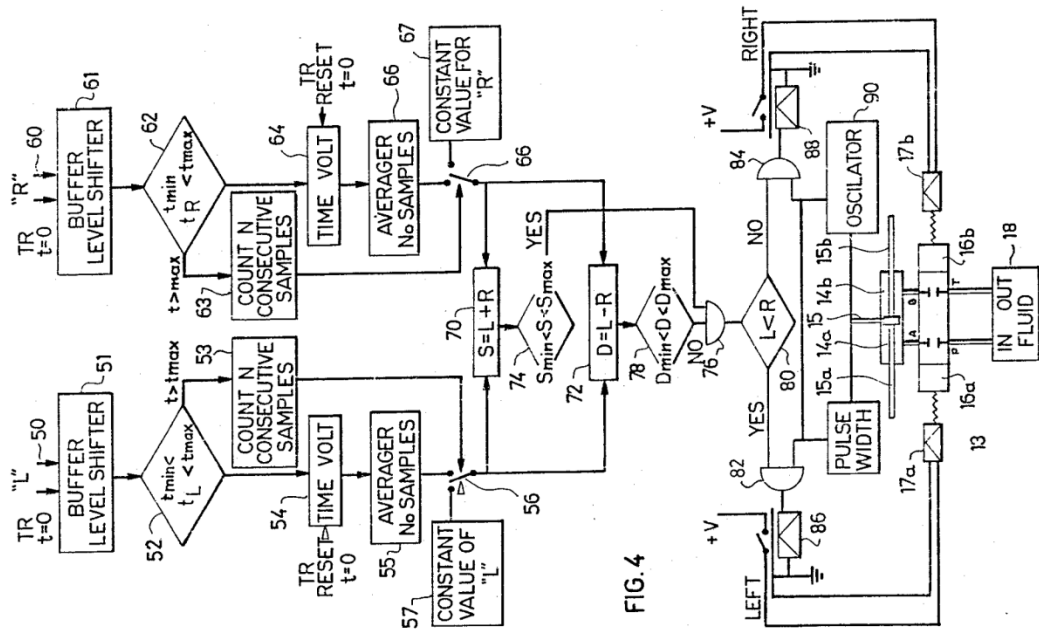 TR
t=0
"L"
50
BUFFER
LEVEL SHIFTER
51
tmin<
tL <tmax
52
t>tmax
53
COUNT N
CONSECUTIVE
SAMPLES
54
TR
RESET
t=0
TIME VOLT
55
AVERAGER
No SAMPLES
56
57
CONSTANT
VALUE OF
"L"
TR
t=0
"R"
60
BUFFER
LEVEL SHIFTER
61
tmin
tR <tmax
62
t>max
63
COUNT N
CONSECUTIVE
SAMPLES
64
TIME VOLT
TR
RESET
t=0
AVERAGER
No SAMPLES
66
67
CONSTANT
VALUE FOR
"R"
66
70
S=L+R
74
Smin<S<Smax
YES
72
D=L-R
78
Dmin<D<Dmax
NO
76
FIG. 4
YES
L<R
NO
80
82
84
LEFT
+V
86
+V
RIGHT
88
PULSE
WIDTH
OSCILATOR
90
15a
14a
15
14b
15b
A
B
P
T
17a
16a
16b
17b
13
IN OUT
FLUID
18